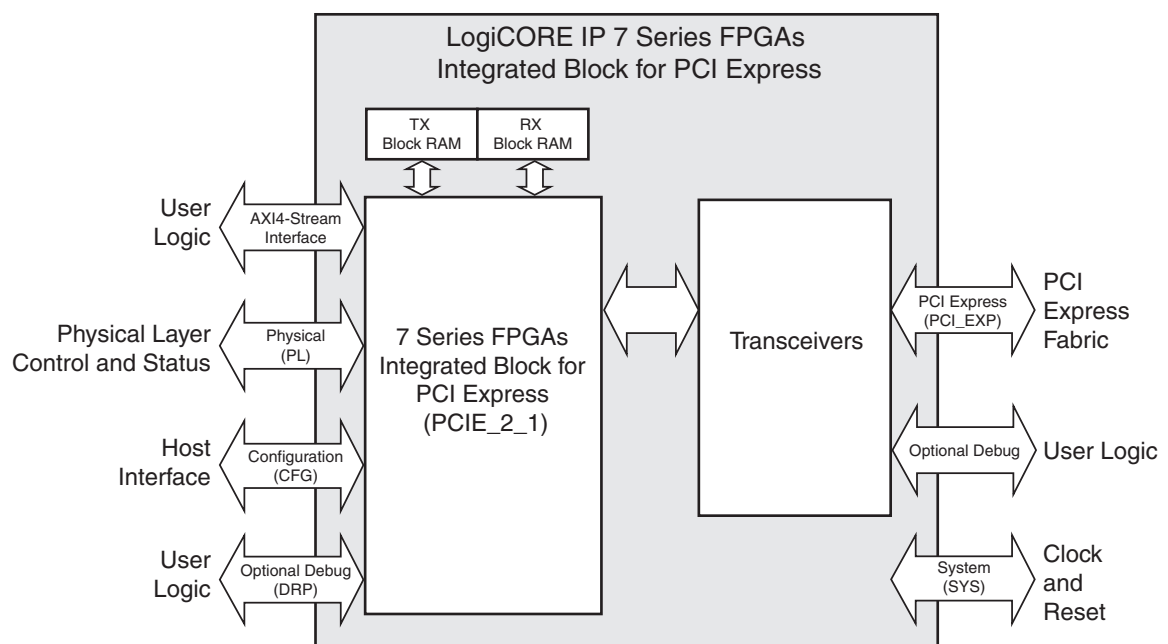 LogiCORE IP 7 Series FPGAs
Integrated Block for PCI Express
TX
Block RAM
RX
Block RAM
User
Logic
AXI4-Stream
Interface
Physical Layer
Control and Status
Physical
(PL)
Host
Interface
Configuration
(CFG)
User
Logic
Optional Debug
(DRP)
7 Series FPGAs
Integrated Block for
PCI Express
(PCIE_2_1)
Transceivers
PCI Express
(PCI_EXP)
PCI
Express
Fabric
Optional Debug
User Logic
System
(SYS)
Clock
and
Reset